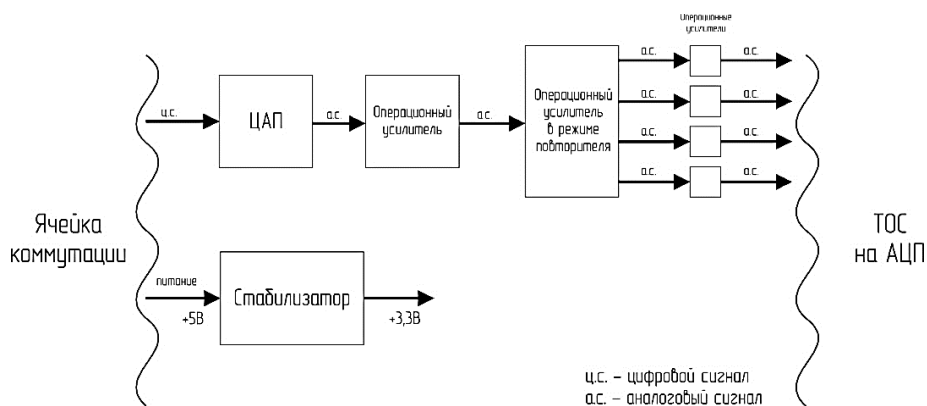 Операционные
усилители
ц.с.
ЦАП
а.с.
Операционный
усилитель
а.с.
Операционный
усилитель
в режиме
повторителя
а.с.
а.с.
а.с.
а.с.
а.с.
а.с.
а.с.
а.с.
Ячейка
коммутации
ТОС
на АЦП
питание
+5В
Стабилизатор
+3,3В
ц.с. – цифровой сигнал
а.с. – аналоговый сигнал